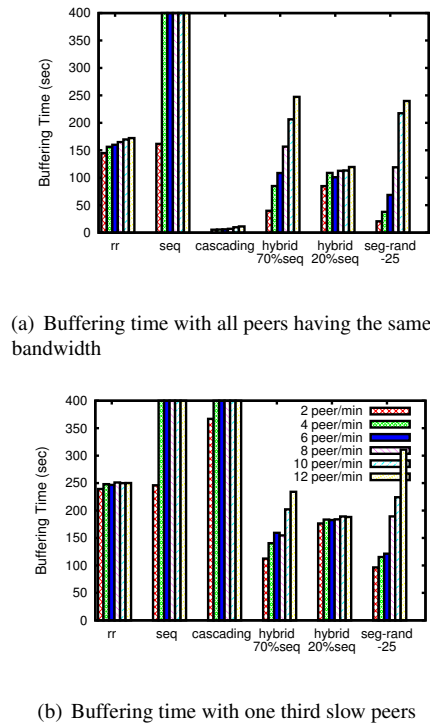 400
350
300
250
200
150
100
50
0
Buffering Time (sec)
rr seq cascading hybrid hybrid seg-rand
70%seq 20%seq -25
(a) Buffering time with all peers having the same
bandwidth
400
350
300
250
200
150
100
50
0
Buffering Time (sec)
2 peer/min
4 peer/min
6 peer/min
8 peer/min
10 peer/min
12 peer/min
rr seq cascading hybrid hybrid seg-rand
70%seq 20%seq -25
(b) Buffering time with one third slow peers